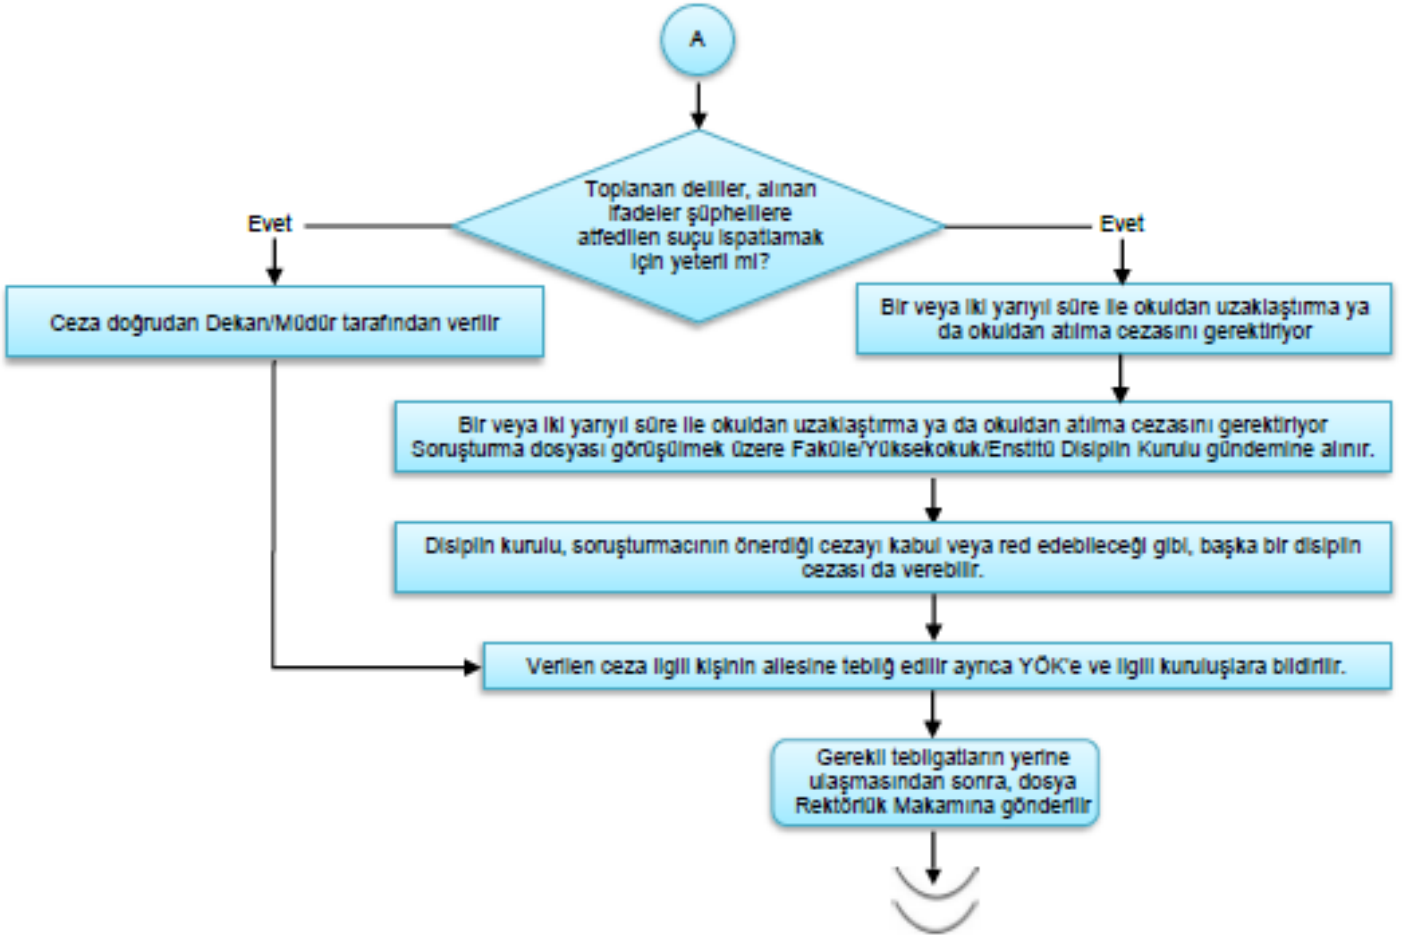 A
Toplanan deliller, alınan
ifadeler şüphelilere
atfedilen suçu ispatlamak
için yeterli mi?
Evet
Evet
Ceza doğrudan Dekan/Müdür tarafından verilir
Bir veya iki yarıyıl süre ile okuldan uzaklaştırma ya
da okuldan atılma cezasını gerektiriyor
Bir veya iki yarıyıl süre ile okuldan uzaklaştırma ya da okuldan atılma cezasını gerektiriyor
Soruşturma dosyası görüşülmek üzere Faküle/Yüksekokuk/Enstitü Disiplin Kurulu gündemine alınır.
Disiplin kurulu, soruşturmacının önerdiği cezayı kabul veya red edebileceği gibi, başka bir disiplin
cezası da verebilir.
Verilen ceza ilgili kişinin ailesine tebliğ edilir ayrıca YÖK'e ve ilgili kuruluşlara bildirilir.
Gerekli tebligatların yerine
ulaşmasından sonra, dosya
Rektörlük Makamına gönderilir